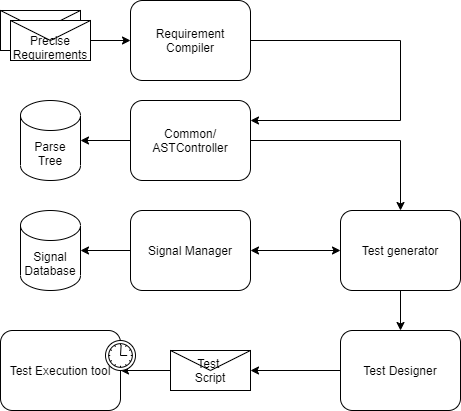 Precise
Requirements
Requirement
Compiler
Parse
Tree
Common/
ASTController
Signal
Database
Signal Manager
Test generator
Test Execution tool
Test
Script
Test Designer